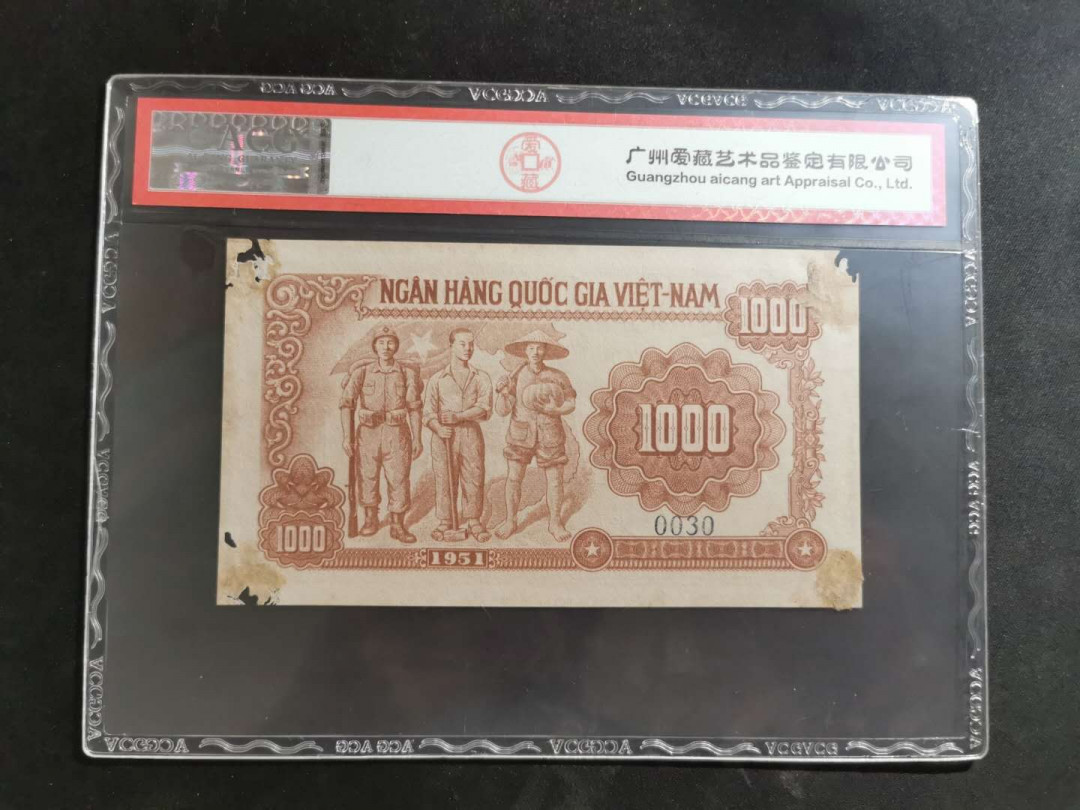 广州爱藏艺术品鉴定有限公司
Guangzhou aicang art Appraisal Co., Ltd.
NGÂN HÀNG QUỐC GIA VIỆT-NAM
1000
1000
0030
1000
1951